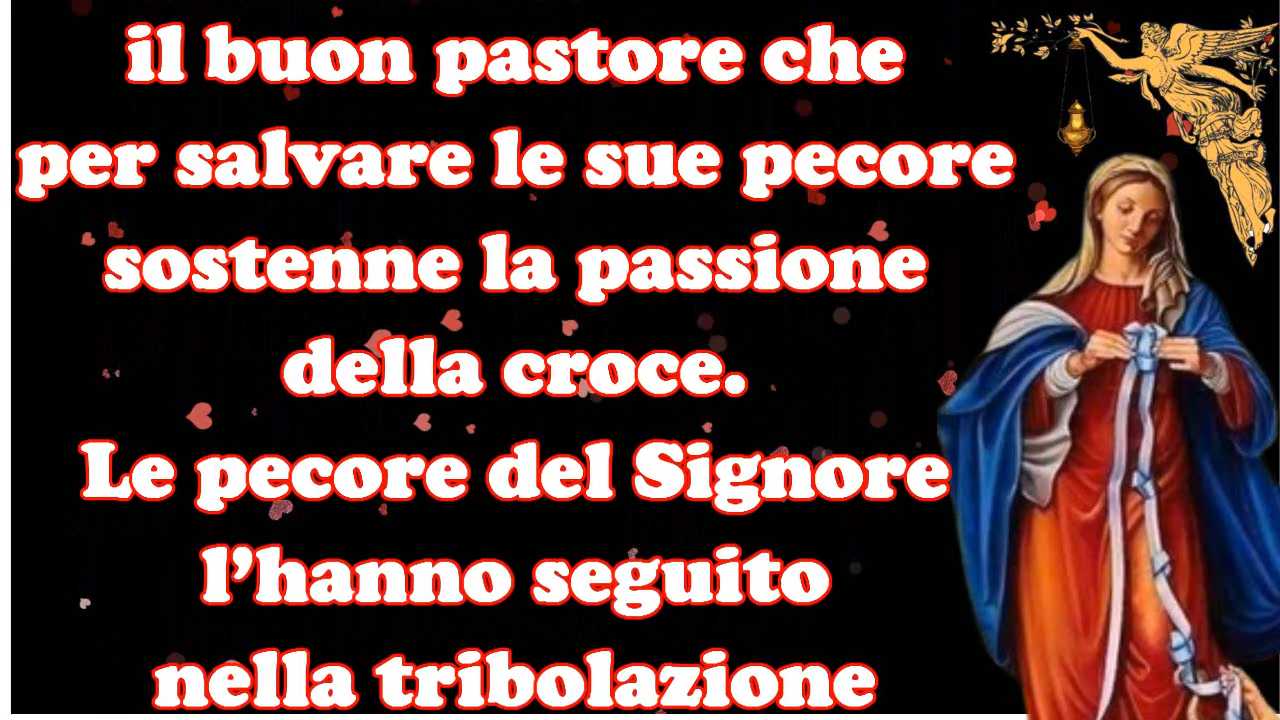 il buon pastore che
per salvare le sue pecore
sostenne la passione
della croce.
Le pecore del Signore
l’hanno seguito
nella tribolazione